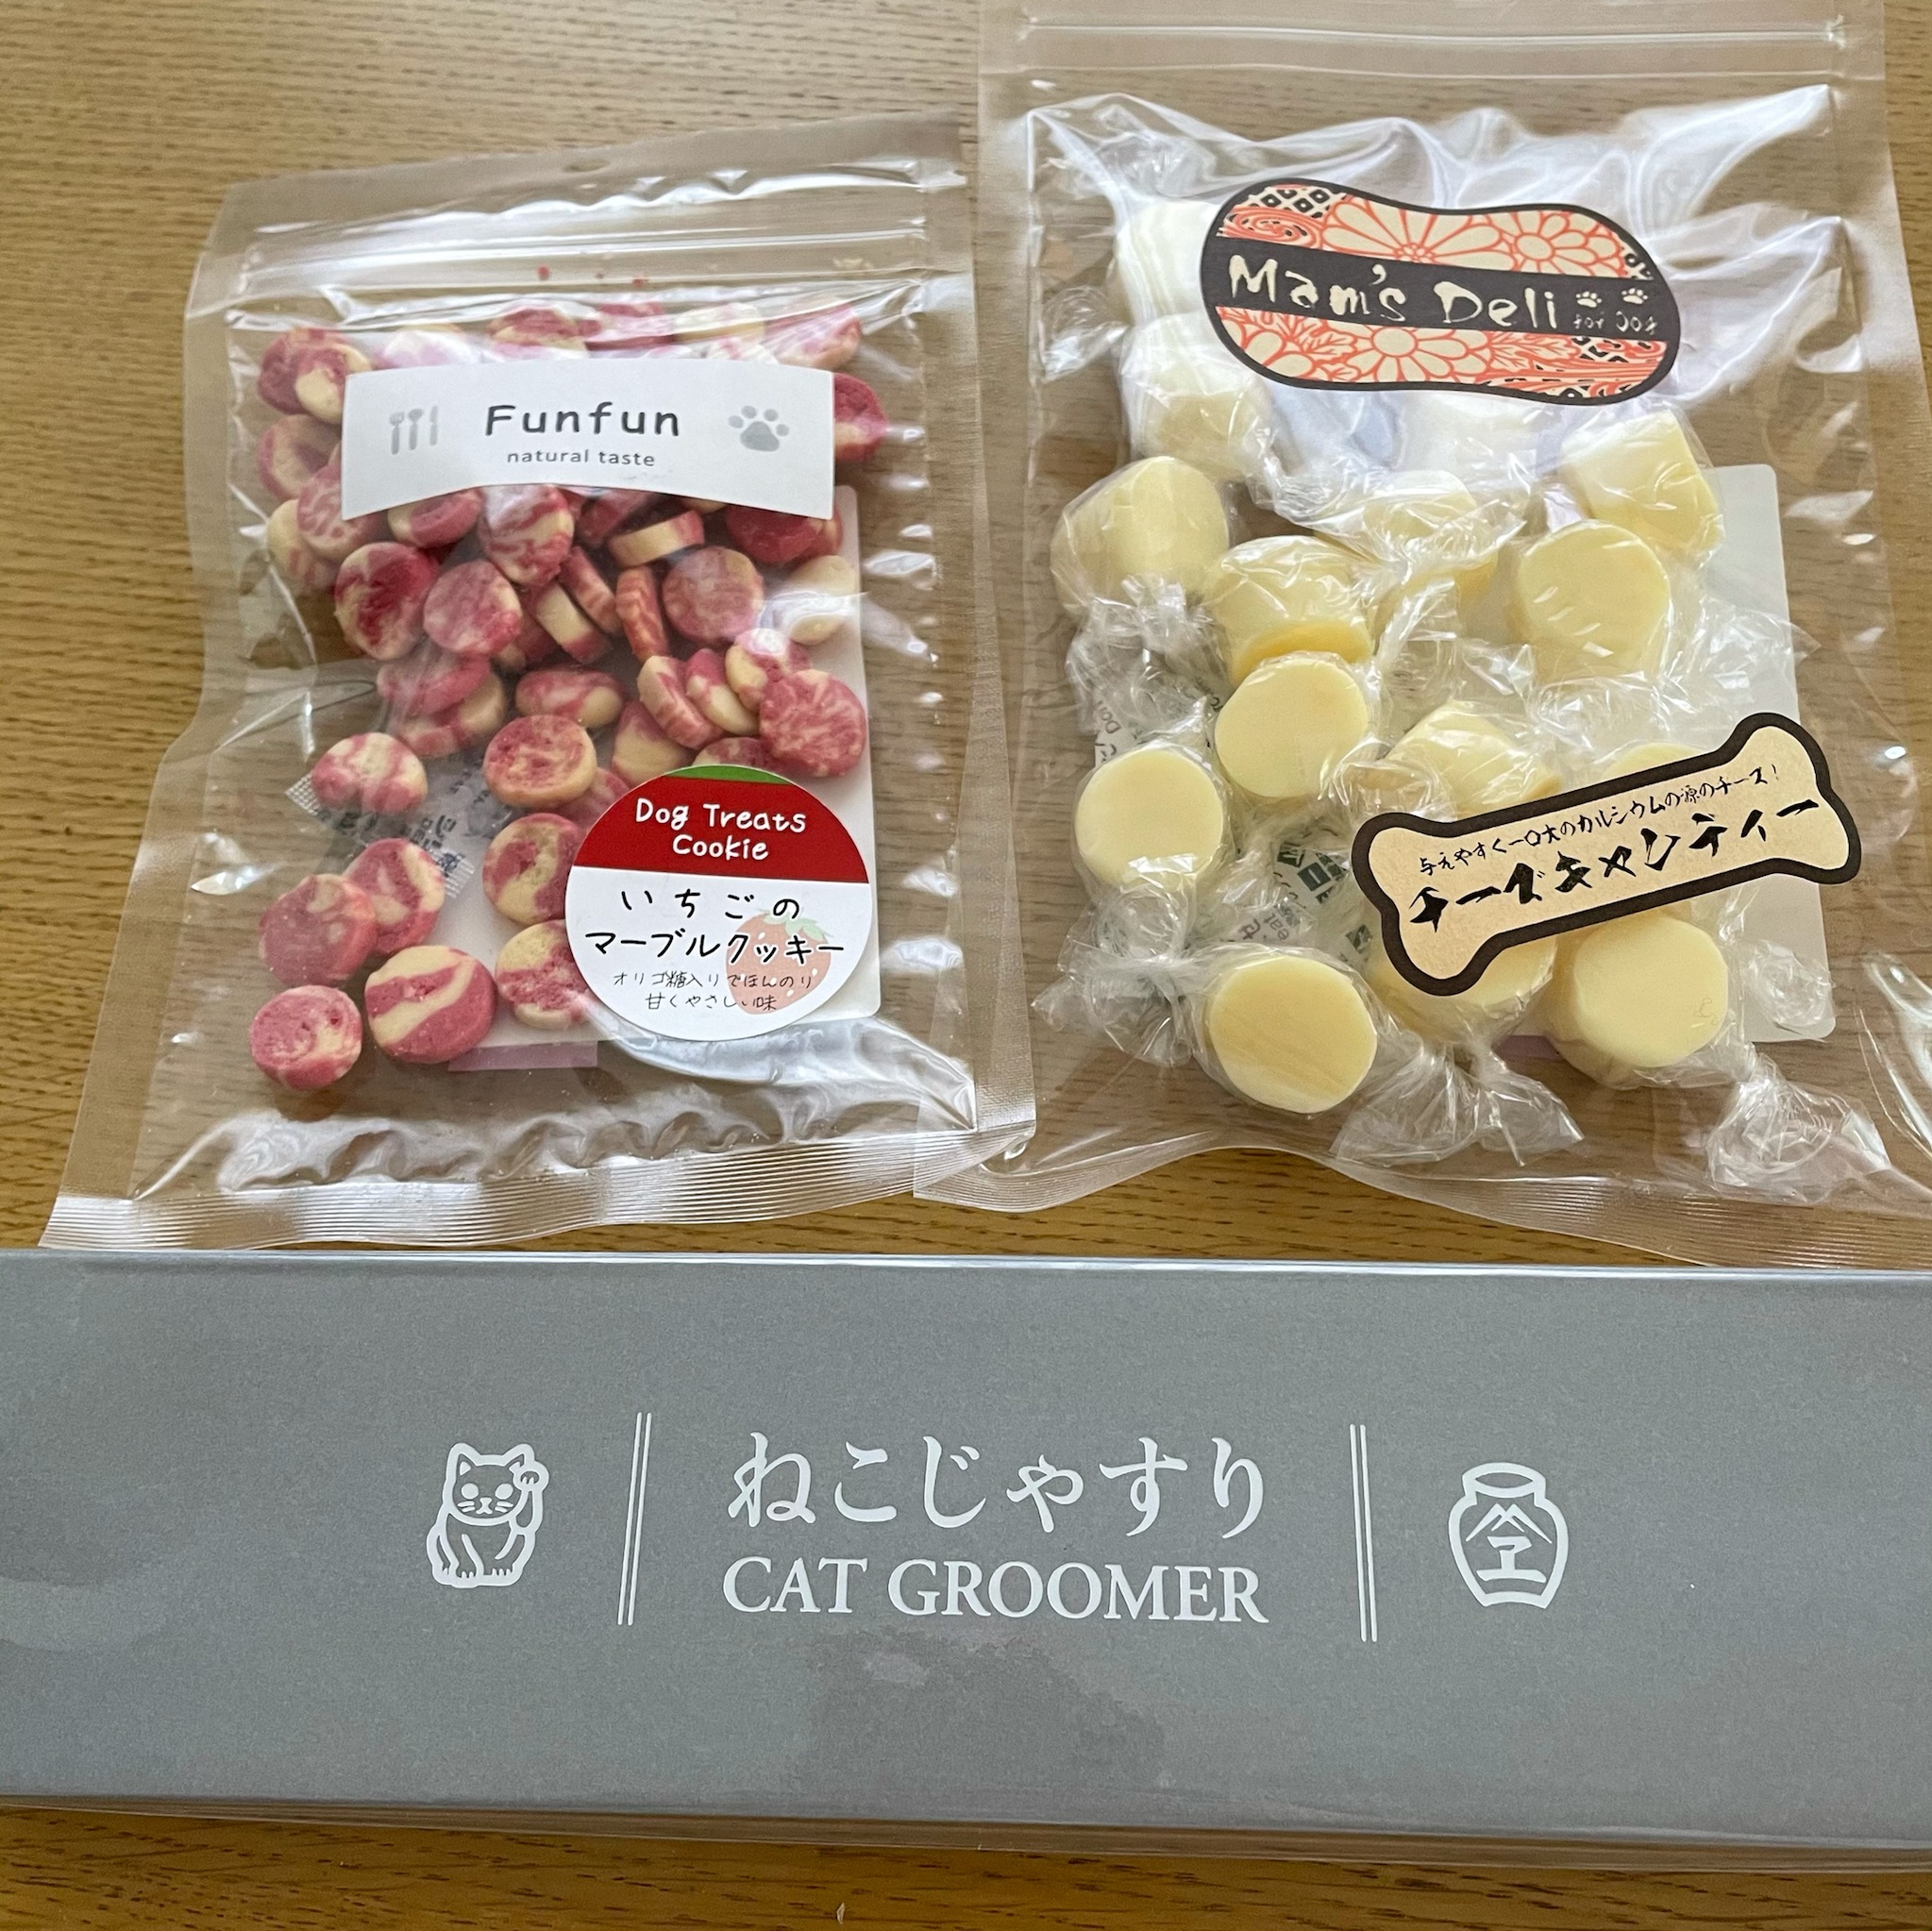 Funfun
natural taste
Dog Treats
Cookie
いちごの
マーブルクッキー
オリゴ糖入りでほんのり
甘くやさしい味
Mam's Deli
for Dog
与えやすく一口大のカルシウムの源のチーズ!
チーズキャンディー
ねこじゃすり
CAT GROOMER